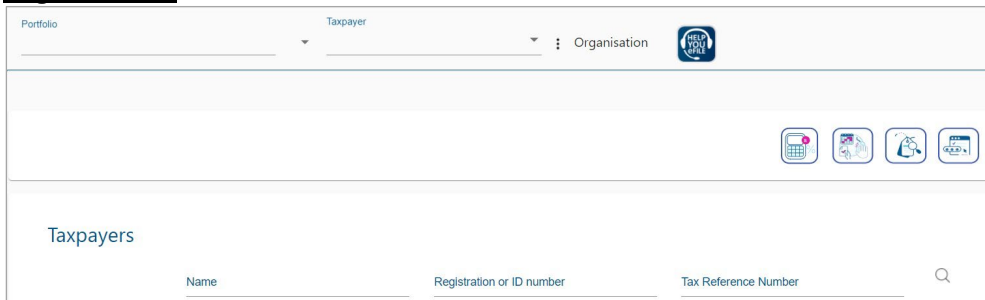 Portfolio
Taxpayer
Organisation
HELP
YOU
eFILE
Taxpayers
Name
Registration or ID number
Tax Reference Number